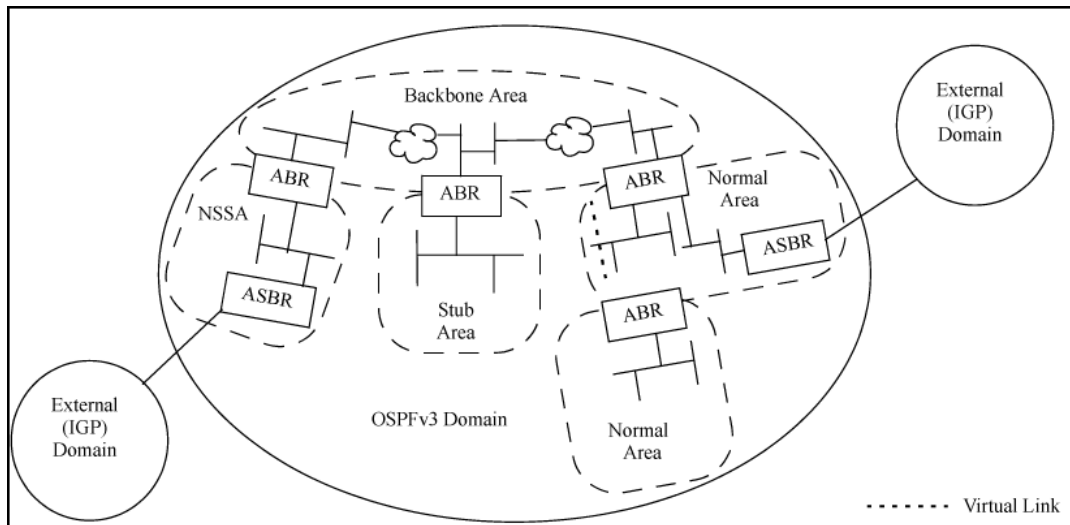 Backbone Area
External
(IGP)
Domain
ABR
ABR
ABR
Normal
Area
NSSA
ASBR
ASBR
Stub
Area
ABR
External
(IGP)
Domain
OSPFv3 Domain
Normal
Area
Virtual Link